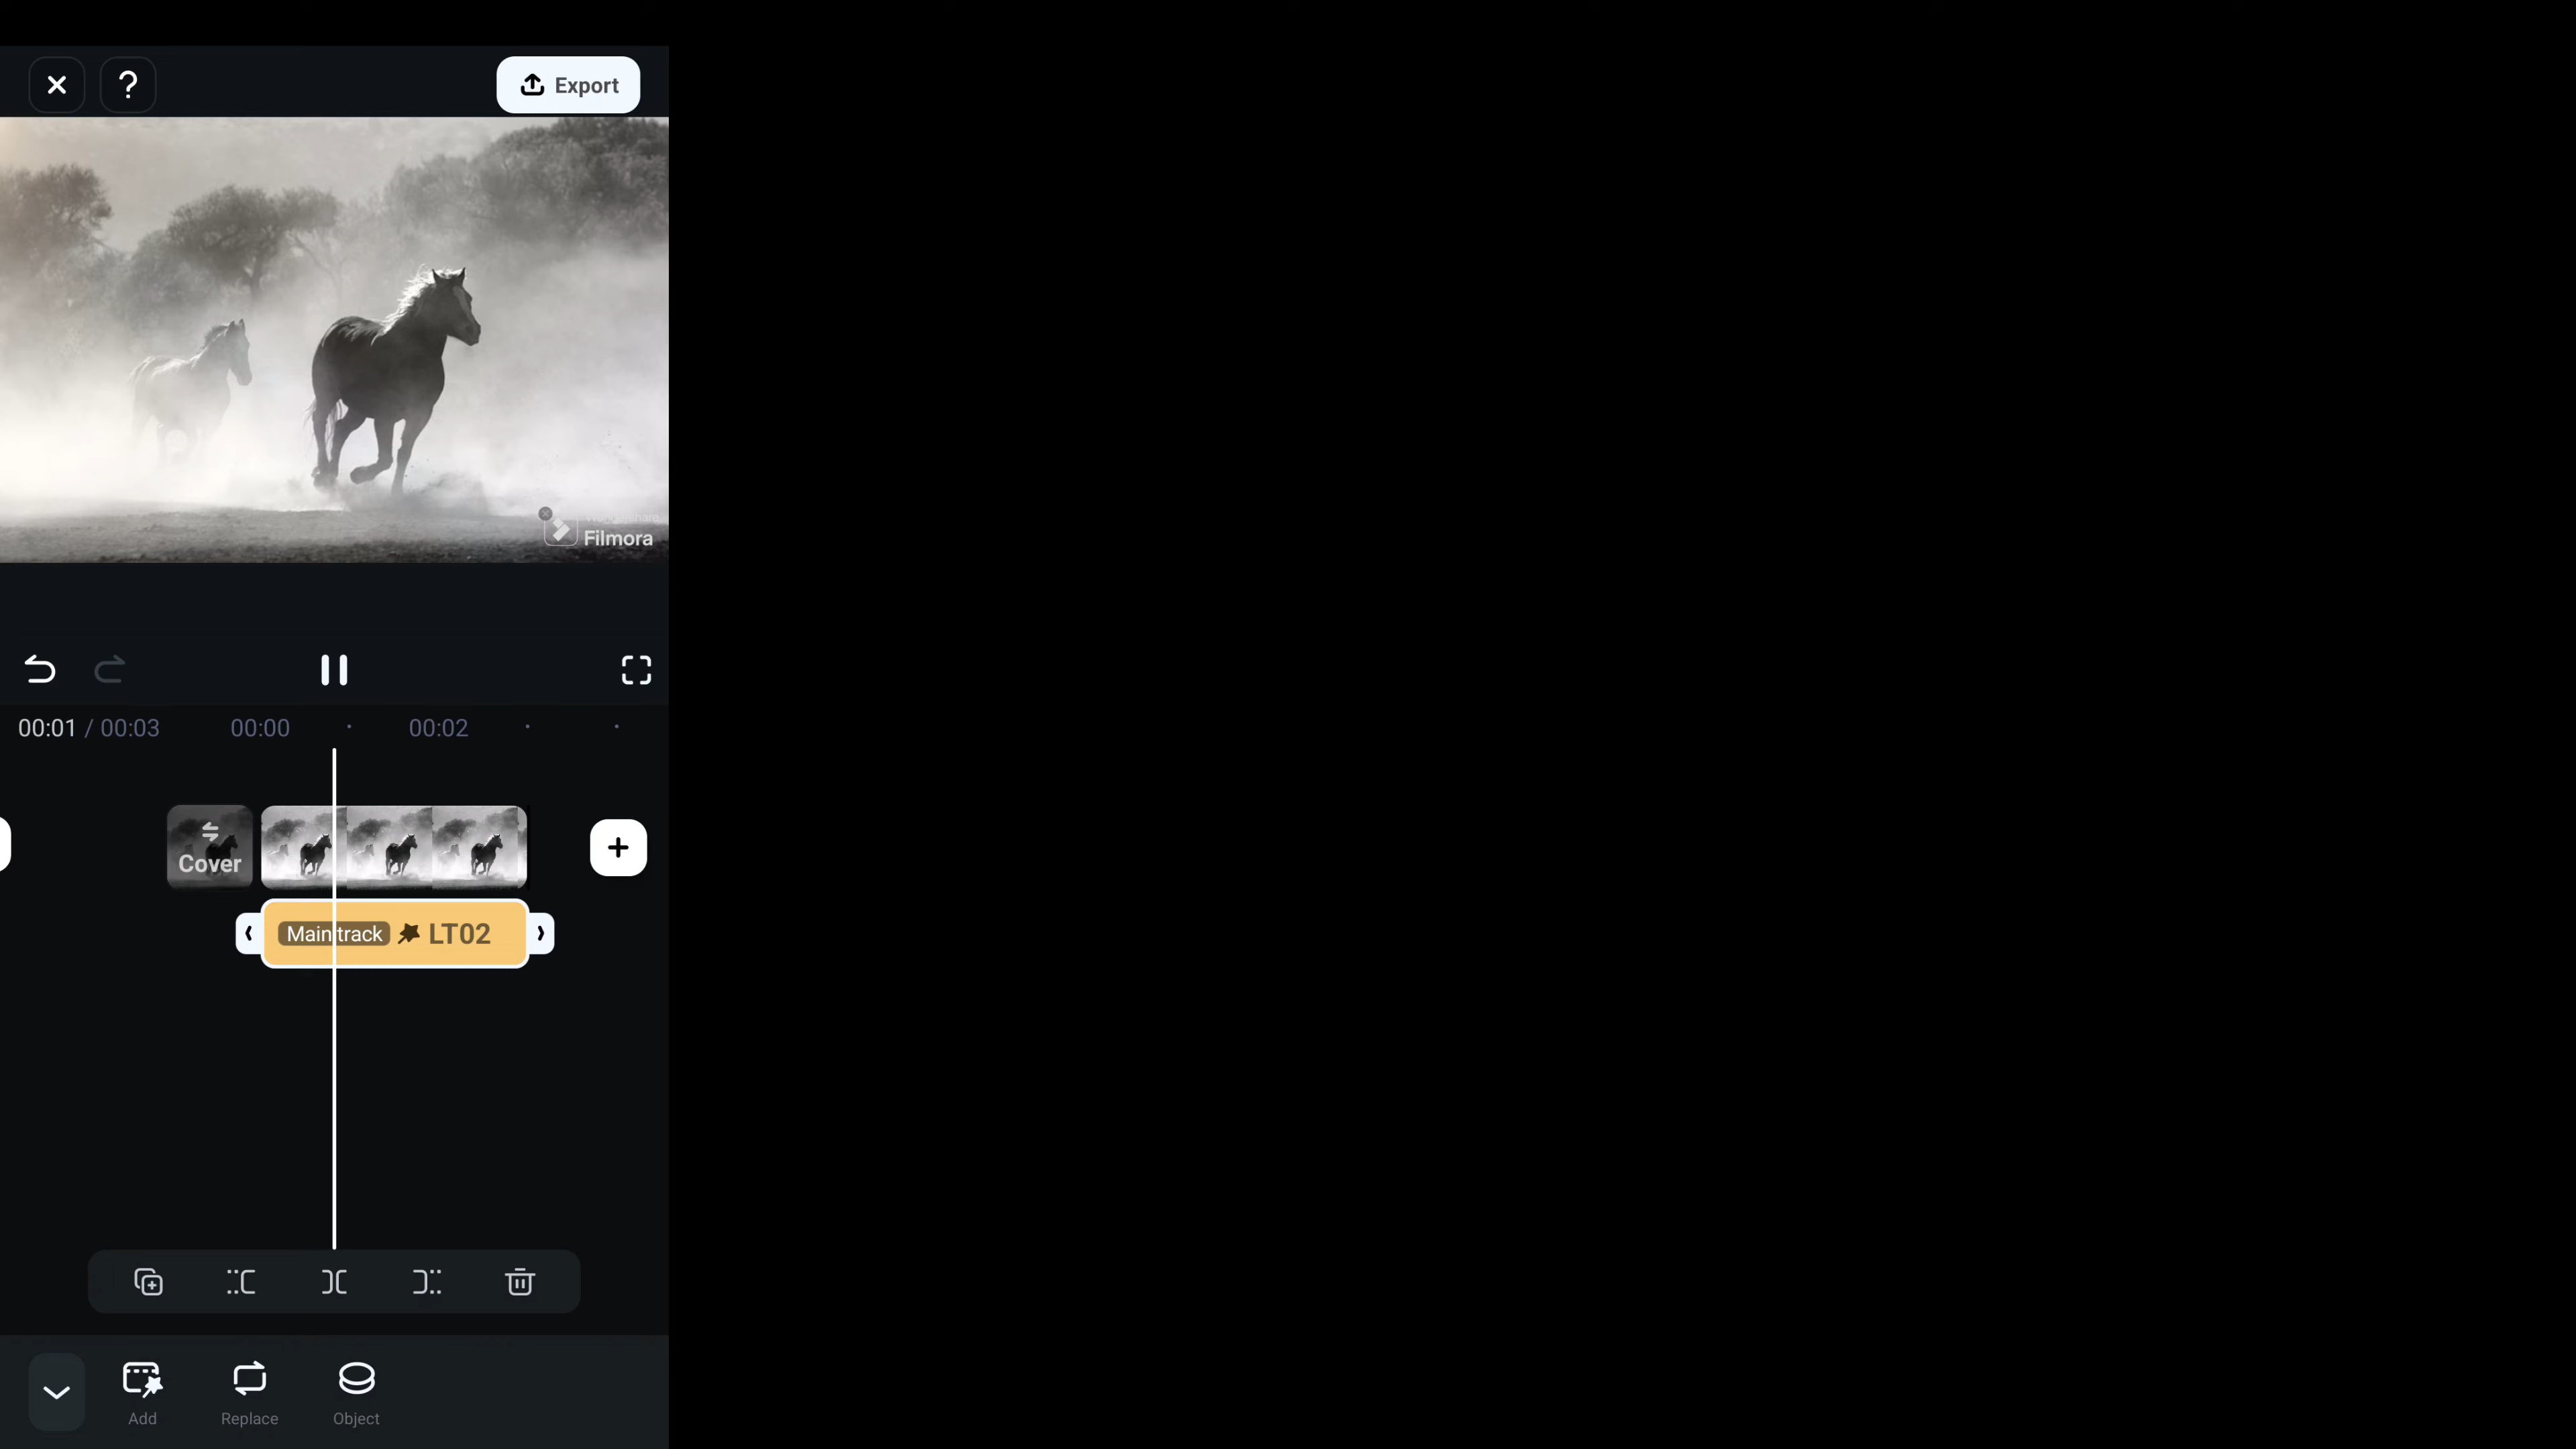 Export
Filmora
00:01 / 00:03 00:00 00:02
Cover
Main track LT02
Add Replace Object